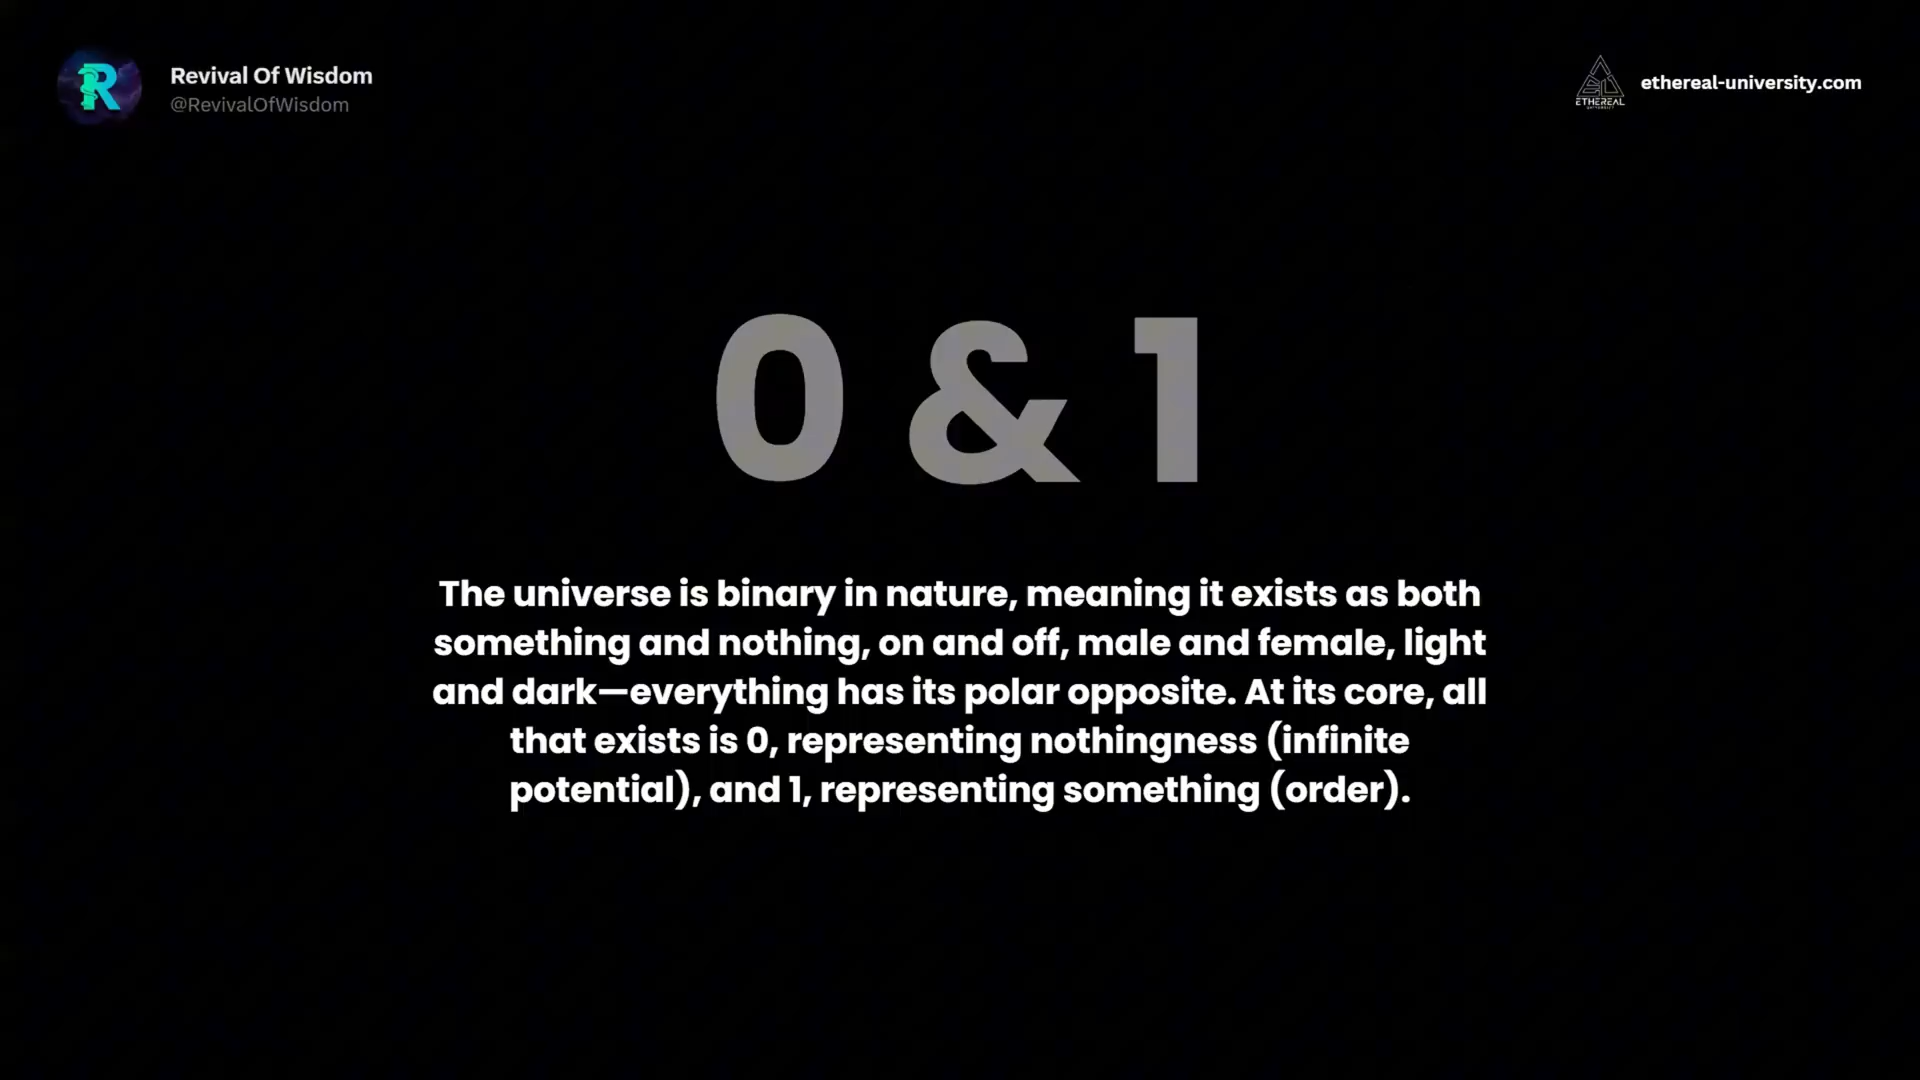 Revival Of Wisdom
@RevivalOfWisdom
ETHEREAL
UNIVERSITY
ethereal-university.com
0 & 1
The universe is binary in nature, meaning it exists as both
something and nothing, on and off, male and female, light
and dark—everything has its polar opposite. At its core, all
that exists is 0, representing nothingness (infinite
potential), and 1, representing something (order).